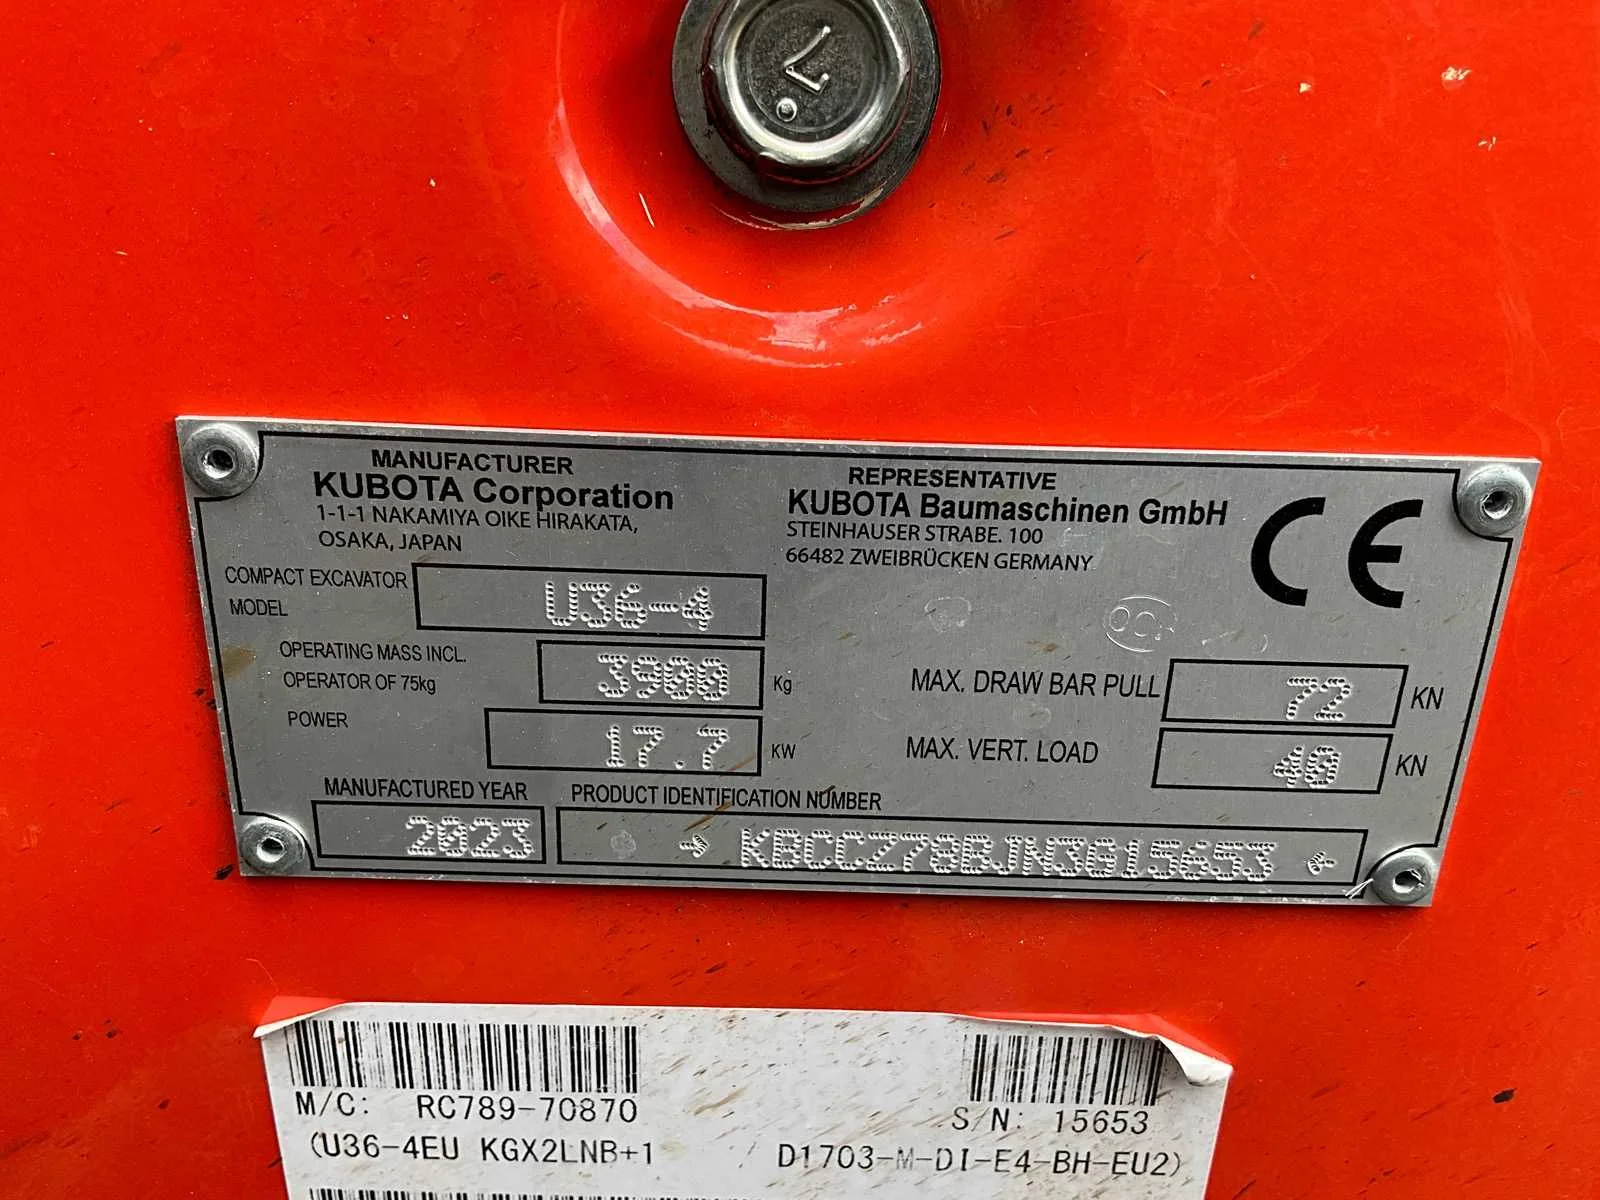 7
MANUFACTURER
KUBOTA Corporation
1-1-1 NAKAMIYA OIKE HIRAKATA,
OSAKA, JAPAN
REPRESENTATIVE
KUBOTA Baumaschinen GmbH
STEINHAUSER STRABE. 100
66482 ZWEIBRÜCKEN GERMANY
CE
COMPACT EXCAVATOR
MODEL
U36-4
OPERATING MASS INCL.
OPERATOR OF 75kg
3900 Kg
POWER
17.7 KW
MAX. DRAW BAR PULL 72 KN
MAX. VERT. LOAD 40 KN
MANUFACTURED YEAR
2023
PRODUCT IDENTIFICATION NUMBER
KBCCZ78BJN3G15653
M/C: RC789-70870
S/N: 15653
(U36-4EU KGX2LNB+1 D1703-M-DI-E4-BH-EU2)